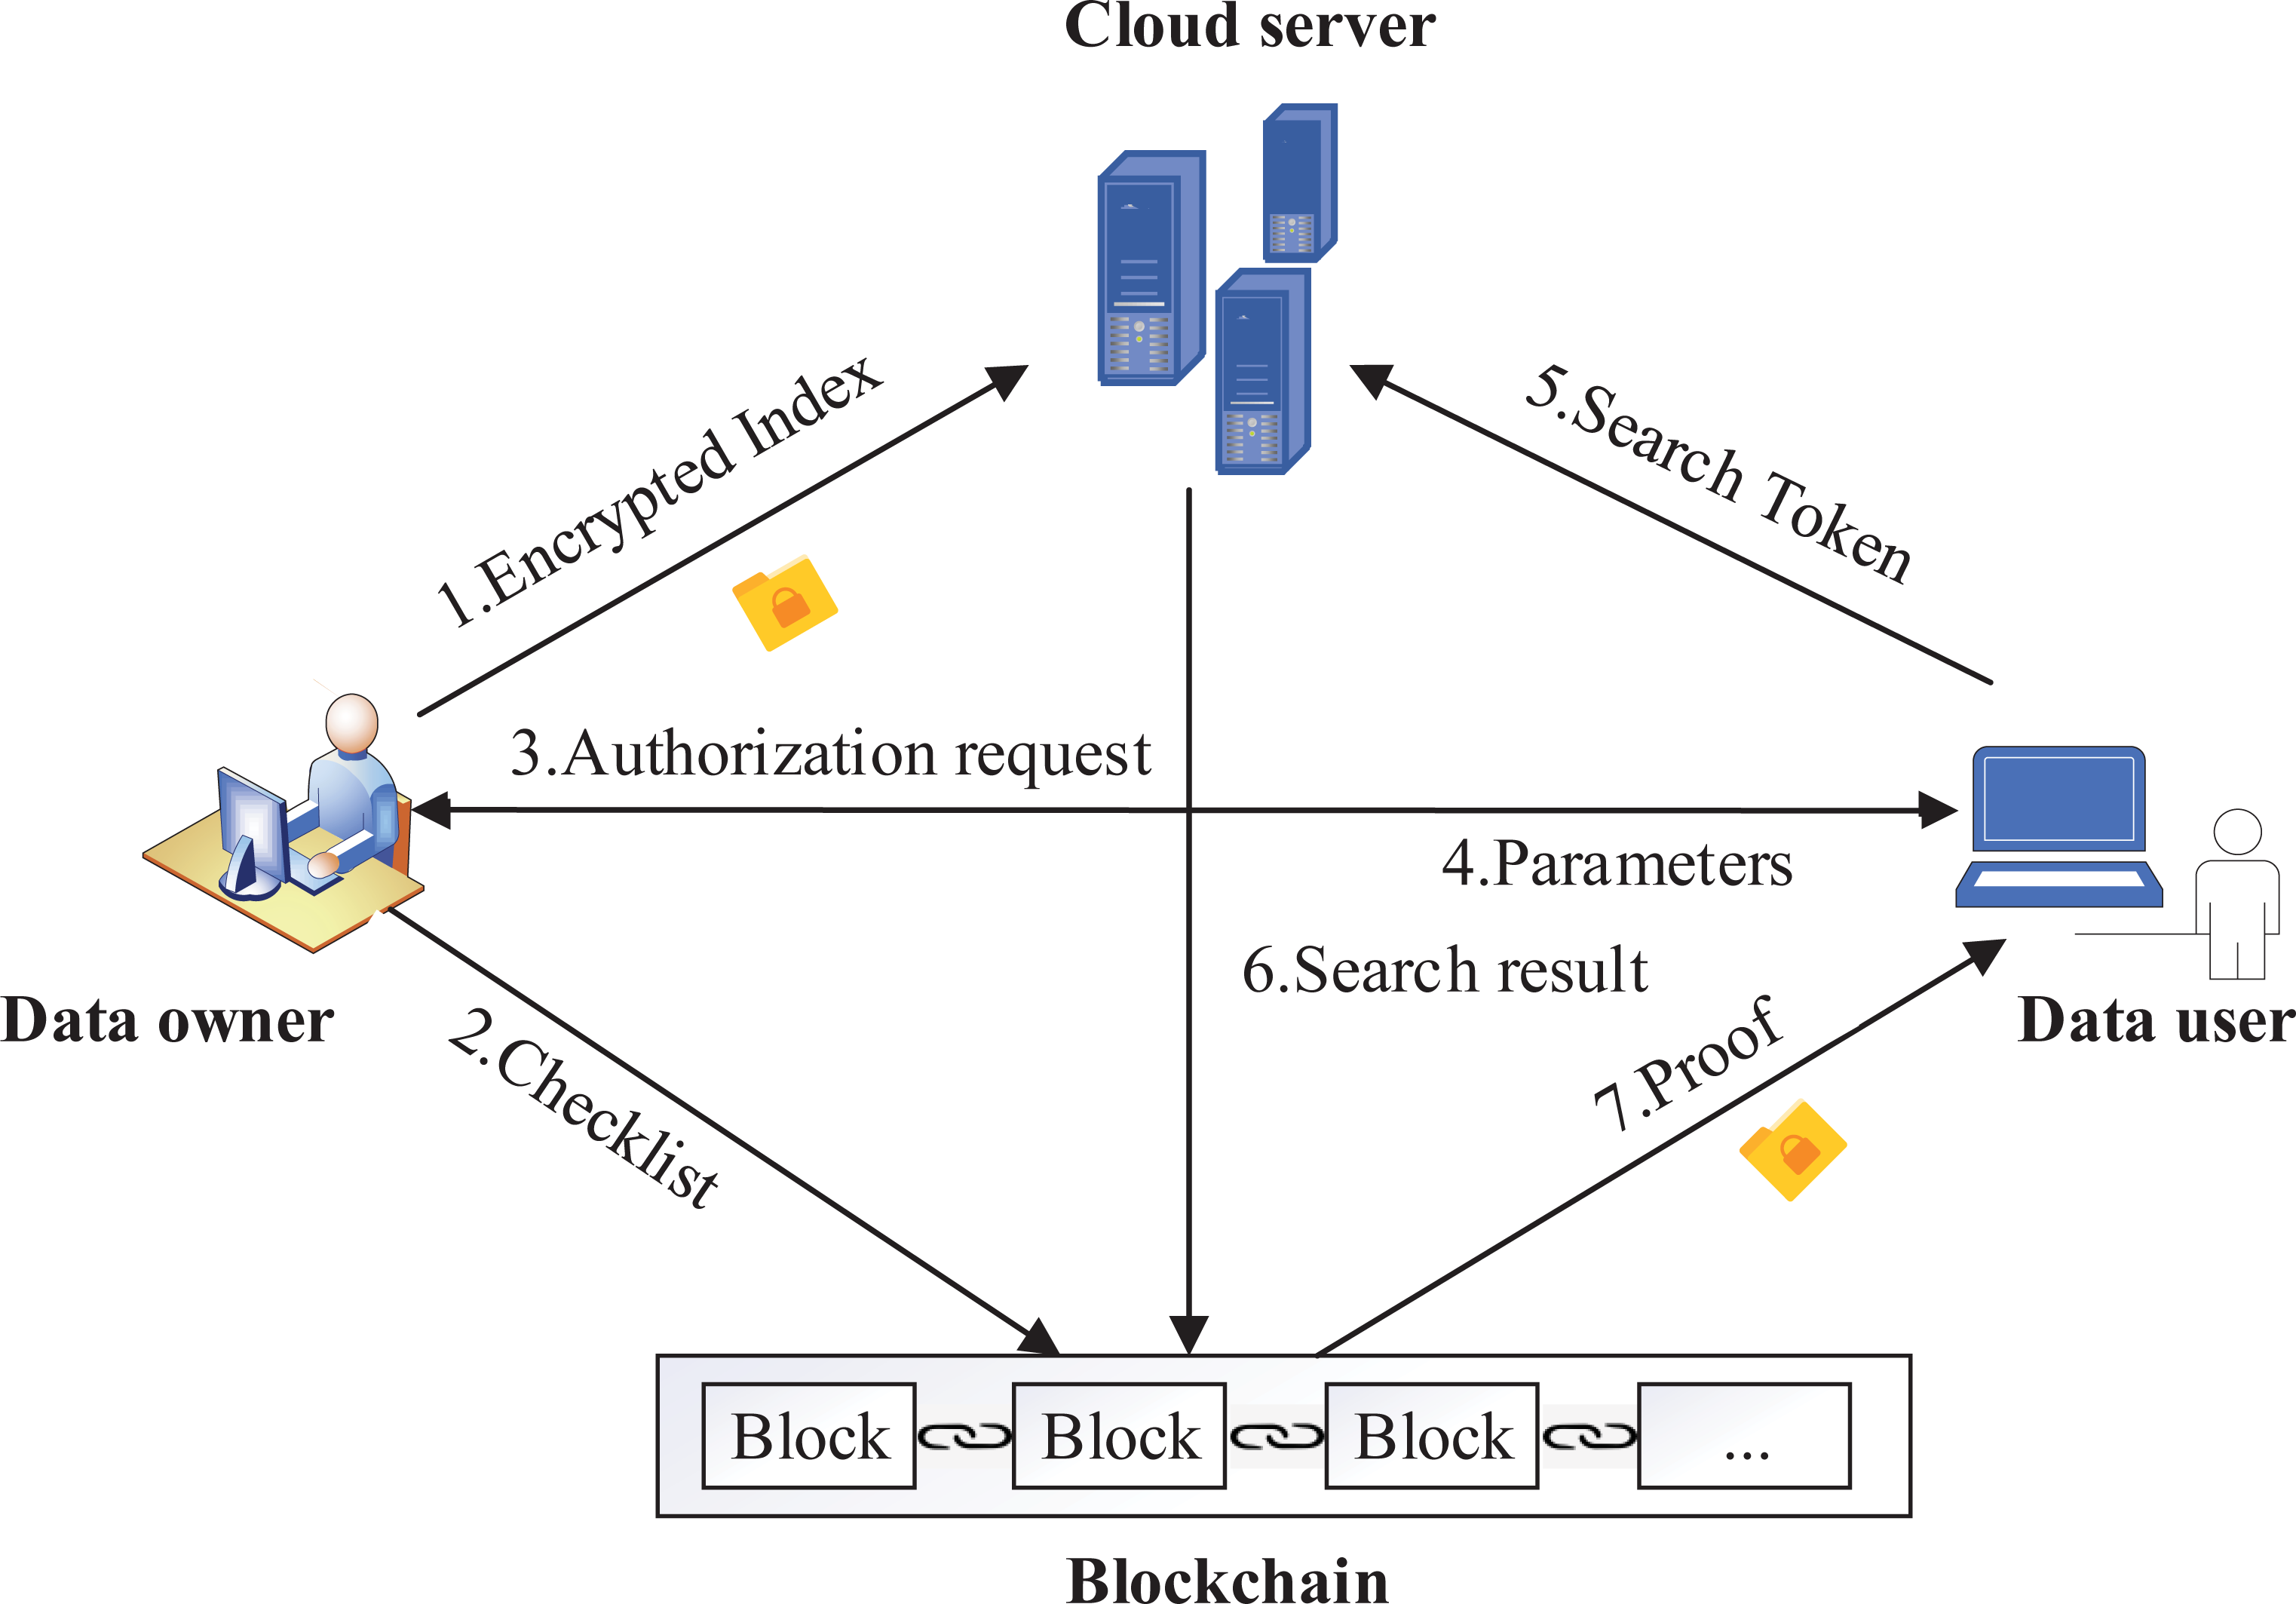 Cloud server
1.Encrypted Index
5.Search Token
3.Authorization request
4.Parameters
6.Search result
Data owner
Data user
2.Checklist
7.Proof
Block
Block
Block
...
Blockchain